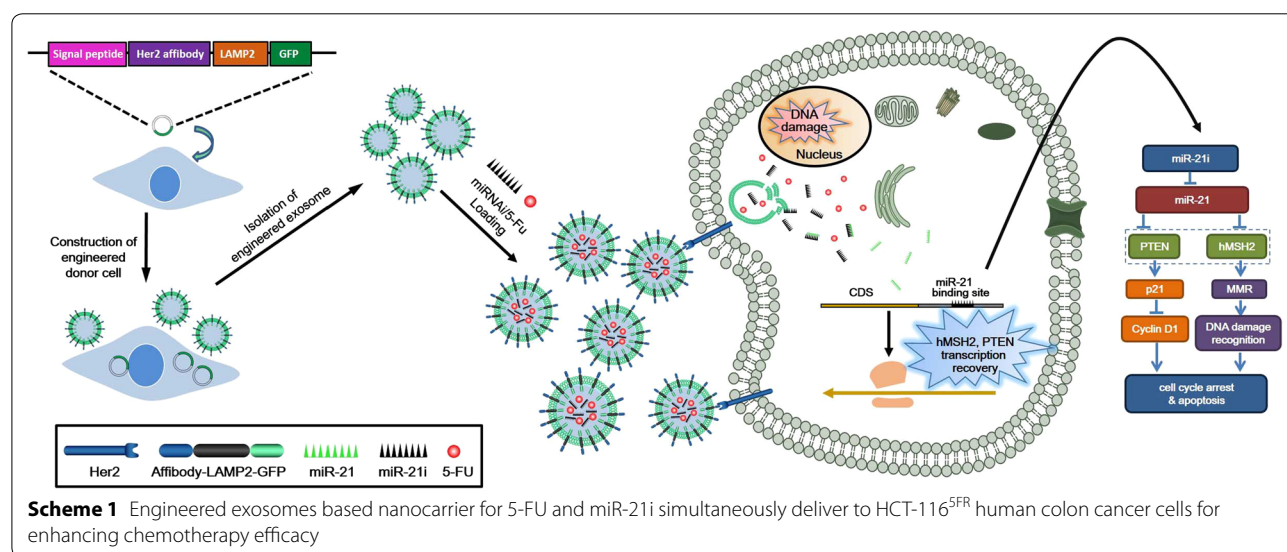 Signal peptide Her2 affibody LAMP2 GFP
Construction of
engineered
donor cell
Isolation of
engineered exosome
miRNAi/5-Fu
Loading
DNA
damage
Nucleus
CDS
miR-21
binding site
hMSH2, PTEN
transcription
recovery
miR-21i
miR-21
PTEN hMSH2
p21 MMR
Cyclin D1 DNA damage
recognition
cell cycle arrest
& apoptosis
Her2 Affibody-LAMP2-GFP miR-21 miR-21i 5-FU
Scheme 1 Engineered exosomes based nanocarrier for 5-FU and miR-21i simultaneously deliver to HCT-116⁵ᶠᴿ human colon cancer cells for
enhancing chemotherapy efficacy